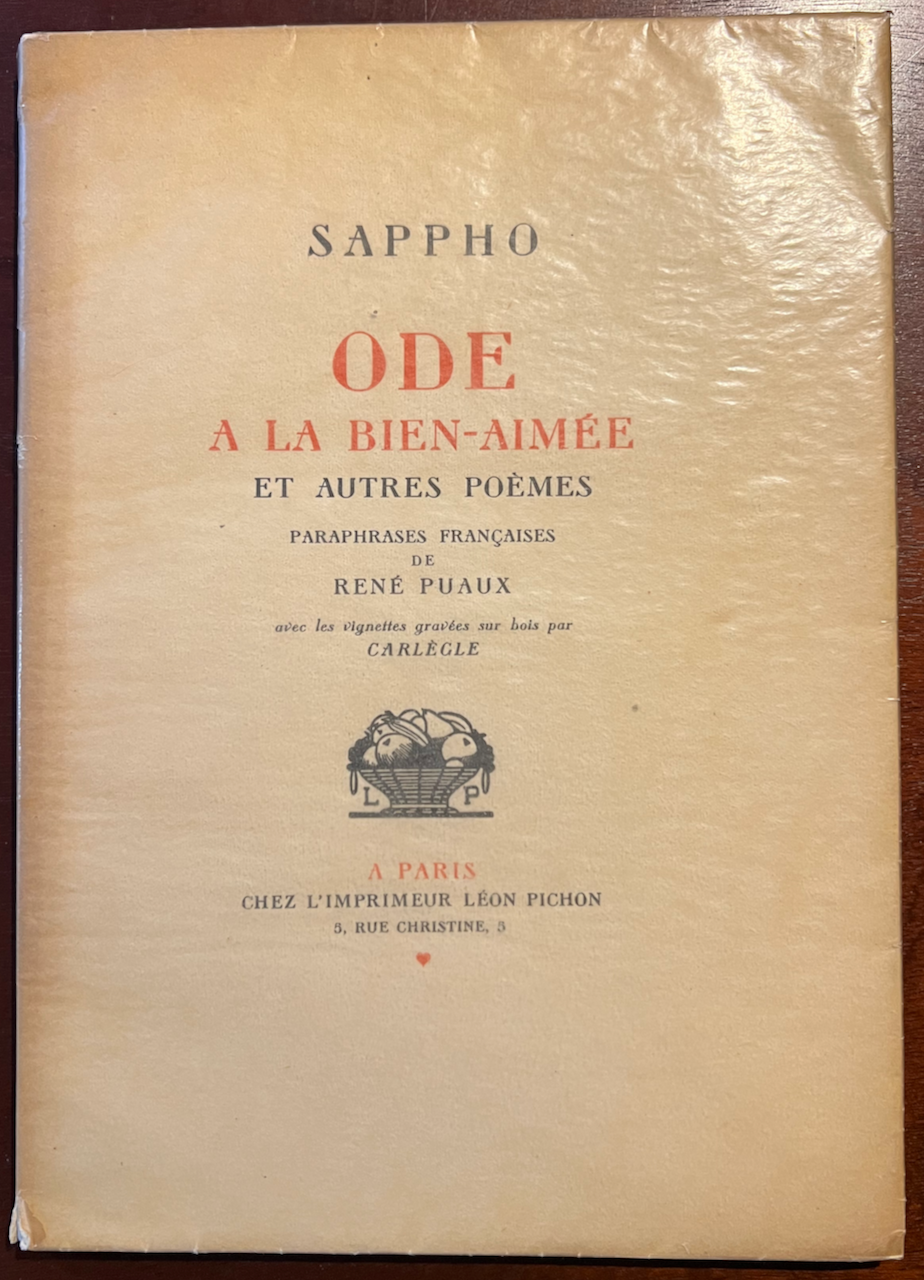 SAPPHO
ODE
A LA BIEN-AIMÉE
ET AUTRES POÈMES
PARAPHRASES FRANÇAISES
DE
RENÉ PUAUX
avec les vignettes gravées sur bois par
CARLÈGLE
L P
A PARIS
CHEZ L'IMPRIMEUR LÉON PICHON
5, RUE CHRISTINE, 5